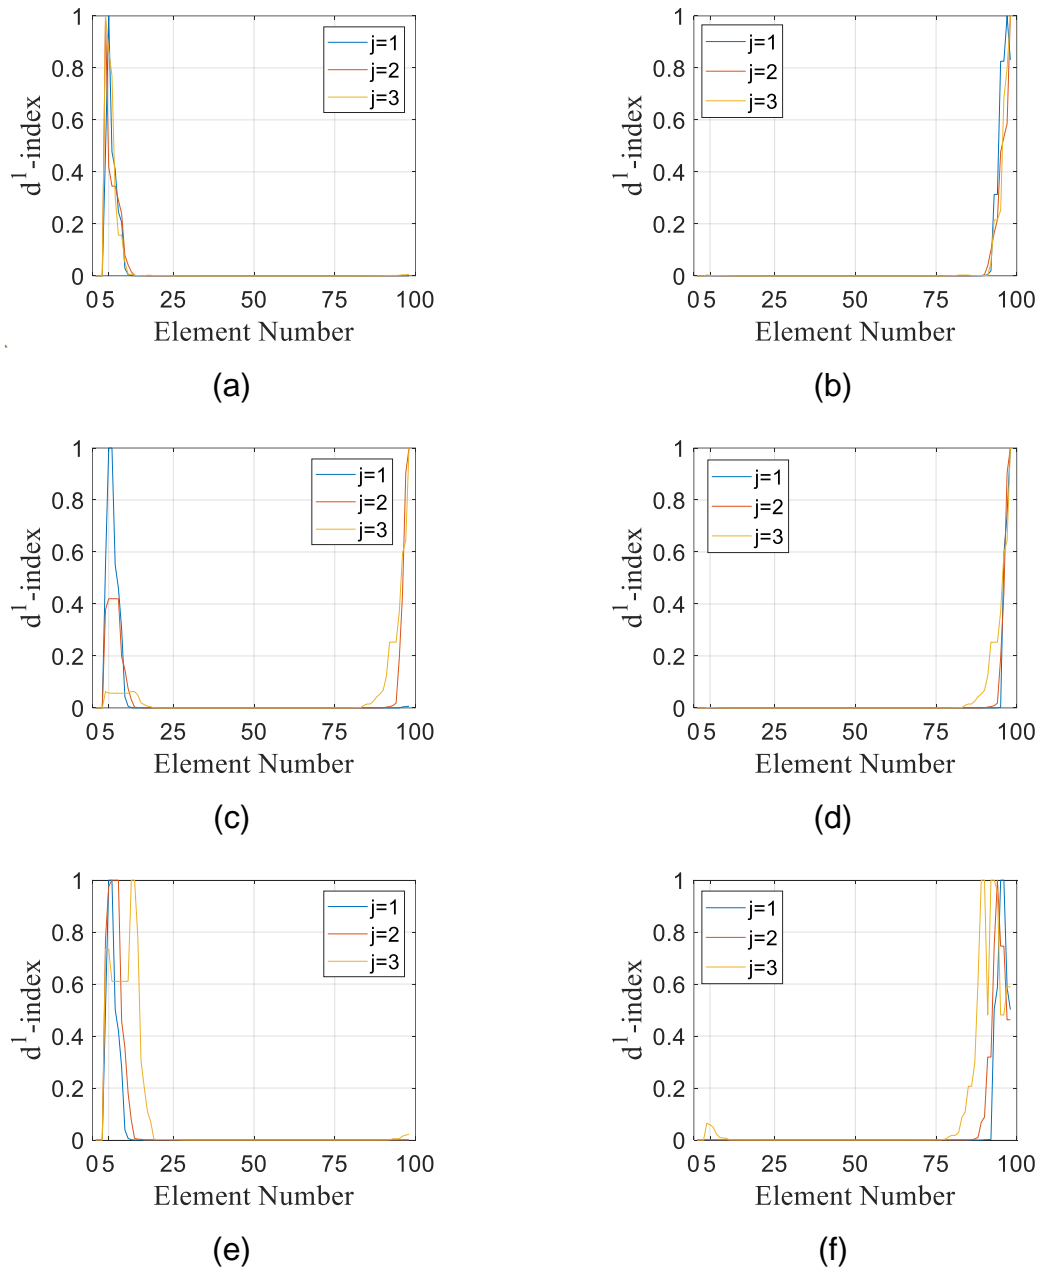 1
0.8
0.6
0.4
0.2
0
d1-index
j=1
j=2
j=3
0 5 25 50 75 100
Element Number
(a)
1
0.8
0.6
0.4
0.2
0
d1-index
j=1
j=2
j=3
0 5 25 50 75 100
Element Number
(b)
1
0.8
0.6
0.4
0.2
0
d1-index
j=1
j=2
j=3
0 5 25 50 75 100
Element Number
(c)
1
0.8
0.6
0.4
0.2
0
d1-index
j=1
j=2
j=3
0 5 25 50 75 100
Element Number
(d)
1
0.8
0.6
0.4
0.2
0
d1-index
j=1
j=2
j=3
0 5 25 50 75 100
Element Number
(e)
1
0.8
0.6
0.4
0.2
0
d1-index
j=1
j=2
j=3
0 5 25 50 75 100
Element Number
(f)